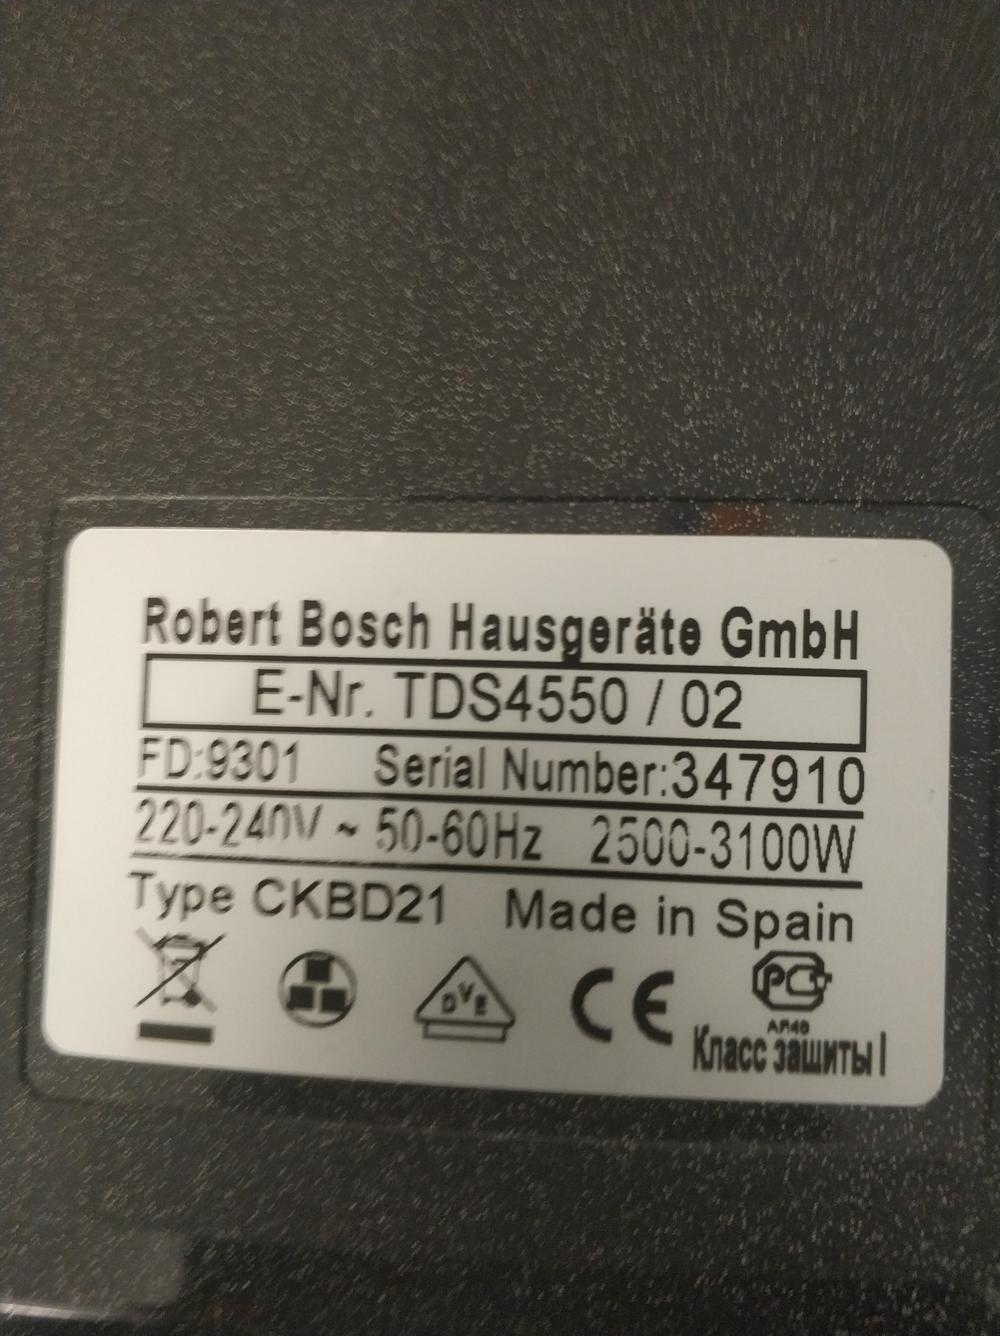 Robert Bosch Hausgeräte GmbH
E-Nr. TDS4550 / 02
FD:9301 Serial Number:347910
220-240V ~ 50-60Hz 2500-3100W
Type CKBD21 Made in Spain
DVE
CE
РСТ
АЯ46
Класс защиты I